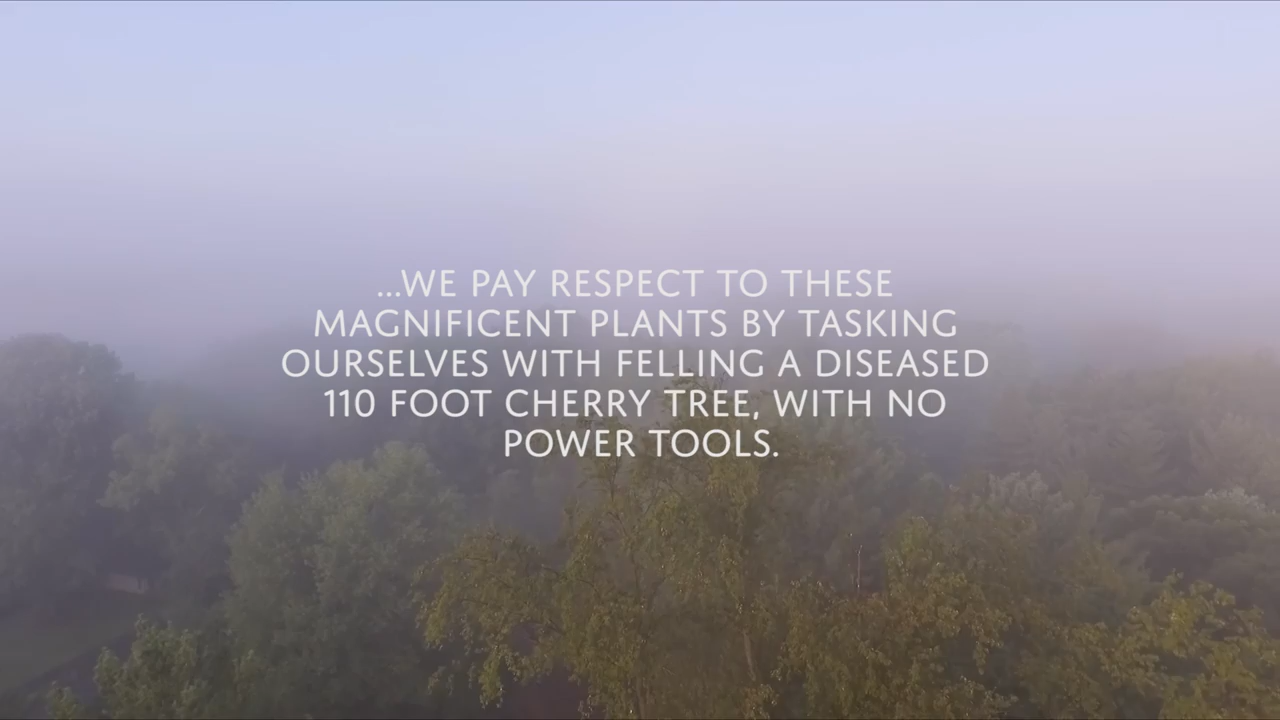 ...WE PAY RESPECT TO THESE
MAGNIFICENT PLANTS BY TASKING
OURSELVES WITH FELLING A DISEASED
110 FOOT CHERRY TREE, WITH NO
POWER TOOLS.